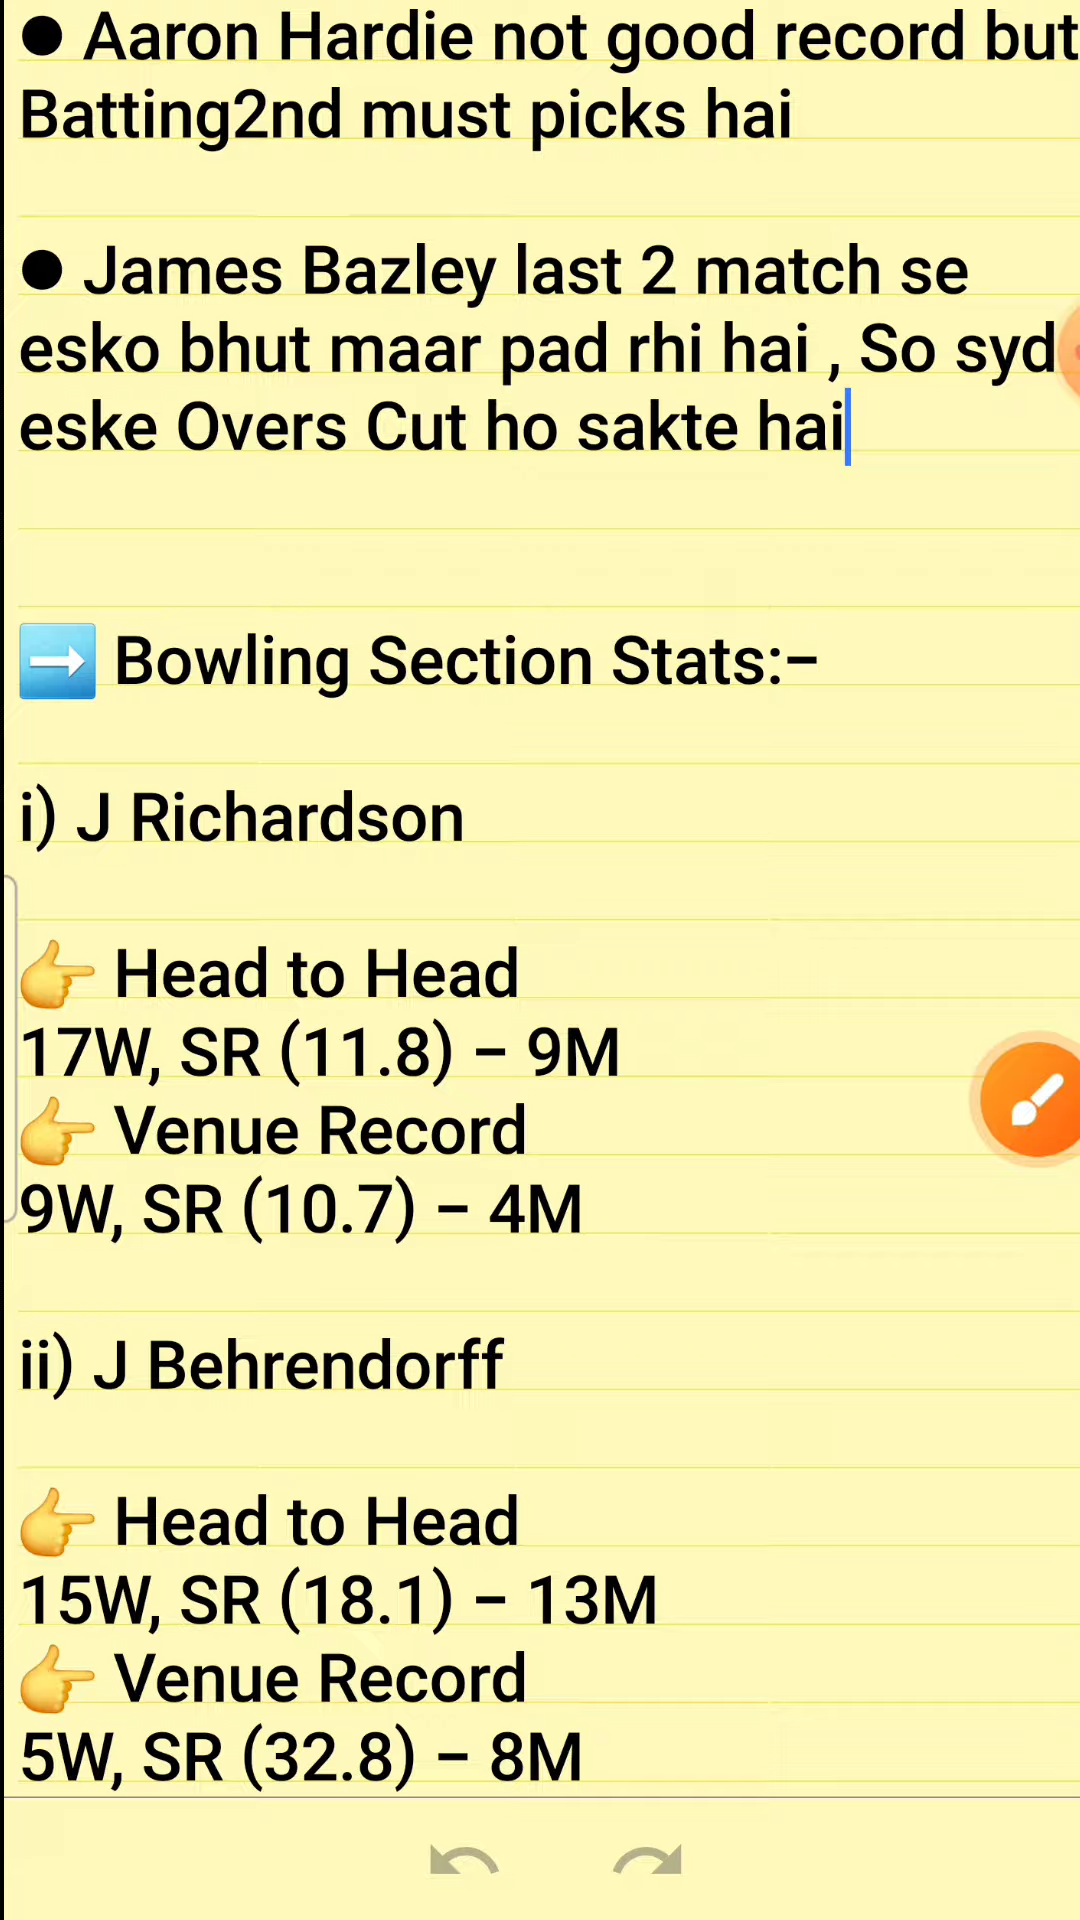 ● Aaron Hardie not good record but
Batting2nd must picks hai
● James Bazley last 2 match se
esko bhut maar pad rhi hai , So syd
eske Overs Cut ho sakte hai
➡️ Bowling Section Stats:–
i) J Richardson
👉 Head to Head
17W, SR (11.8) – 9M
👉 Venue Record
9W, SR (10.7) – 4M
ii) J Behrendorff
👉 Head to Head
15W, SR (18.1) – 13M
👉 Venue Record
5W, SR (32.8) – 8M